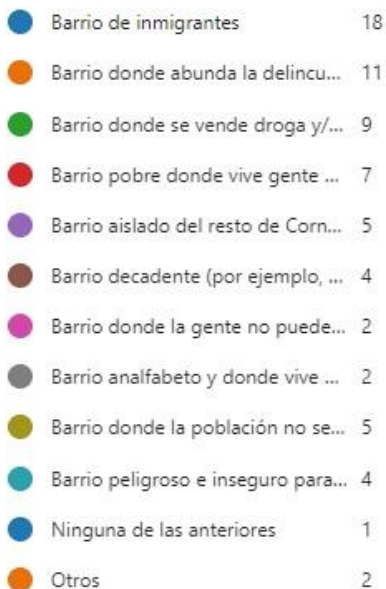 Barrio de inmigrantes 18
Barrio donde abunda la delincu... 11
Barrio donde se vende droga y/... 9
Barrio pobre donde vive gente ... 7
Barrio aislado del resto de Corn... 5
Barrio decadente (por ejemplo, ... 4
Barrio donde la gente no puede... 2
Barrio analfabeto y donde vive ... 2
Barrio donde la población no se... 5
Barrio peligroso e inseguro para... 4
Ninguna de las anteriores 1
Otros 2